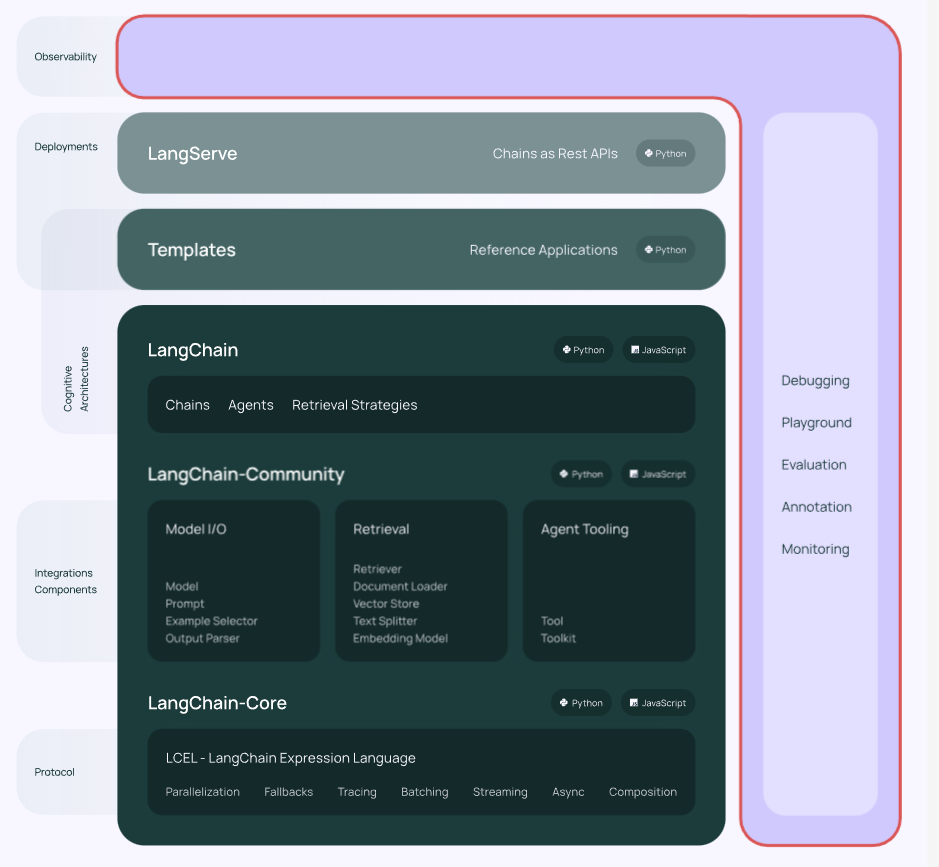 Observability
Deployments
LangServe
Chains as Rest APIs
Python
Templates
Reference Applications
Python
Cognitive
Architectures
LangChain
Python
JavaScript
Chains Agents Retrieval Strategies
LangChain-Community
Python
JavaScript
Integrations
Components
Model I/O
Model
Prompt
Example Selector
Output Parser
Retrieval
Retriever
Document Loader
Vector Store
Text Splitter
Embedding Model
Agent Tooling
Tool
Toolkit
LangChain-Core
Python
JavaScript
Protocol
LCEL - LangChain Expression Language
Parallelization Fallbacks Tracing Batching Streaming Async Composition
Debugging
Playground
Evaluation
Annotation
Monitoring